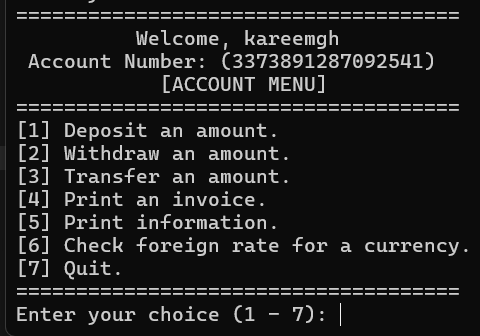 =====================================
Welcome, kareemgh
Account Number: (3373891287092541)
[ACCOUNT MENU]
=====================================
[1] Deposit an amount.
[2] Withdraw an amount.
[3] Transfer an amount.
[4] Print an invoice.
[5] Print information.
[6] Check foreign rate for a currency.
[7] Quit.
=====================================
Enter your choice (1 - 7):